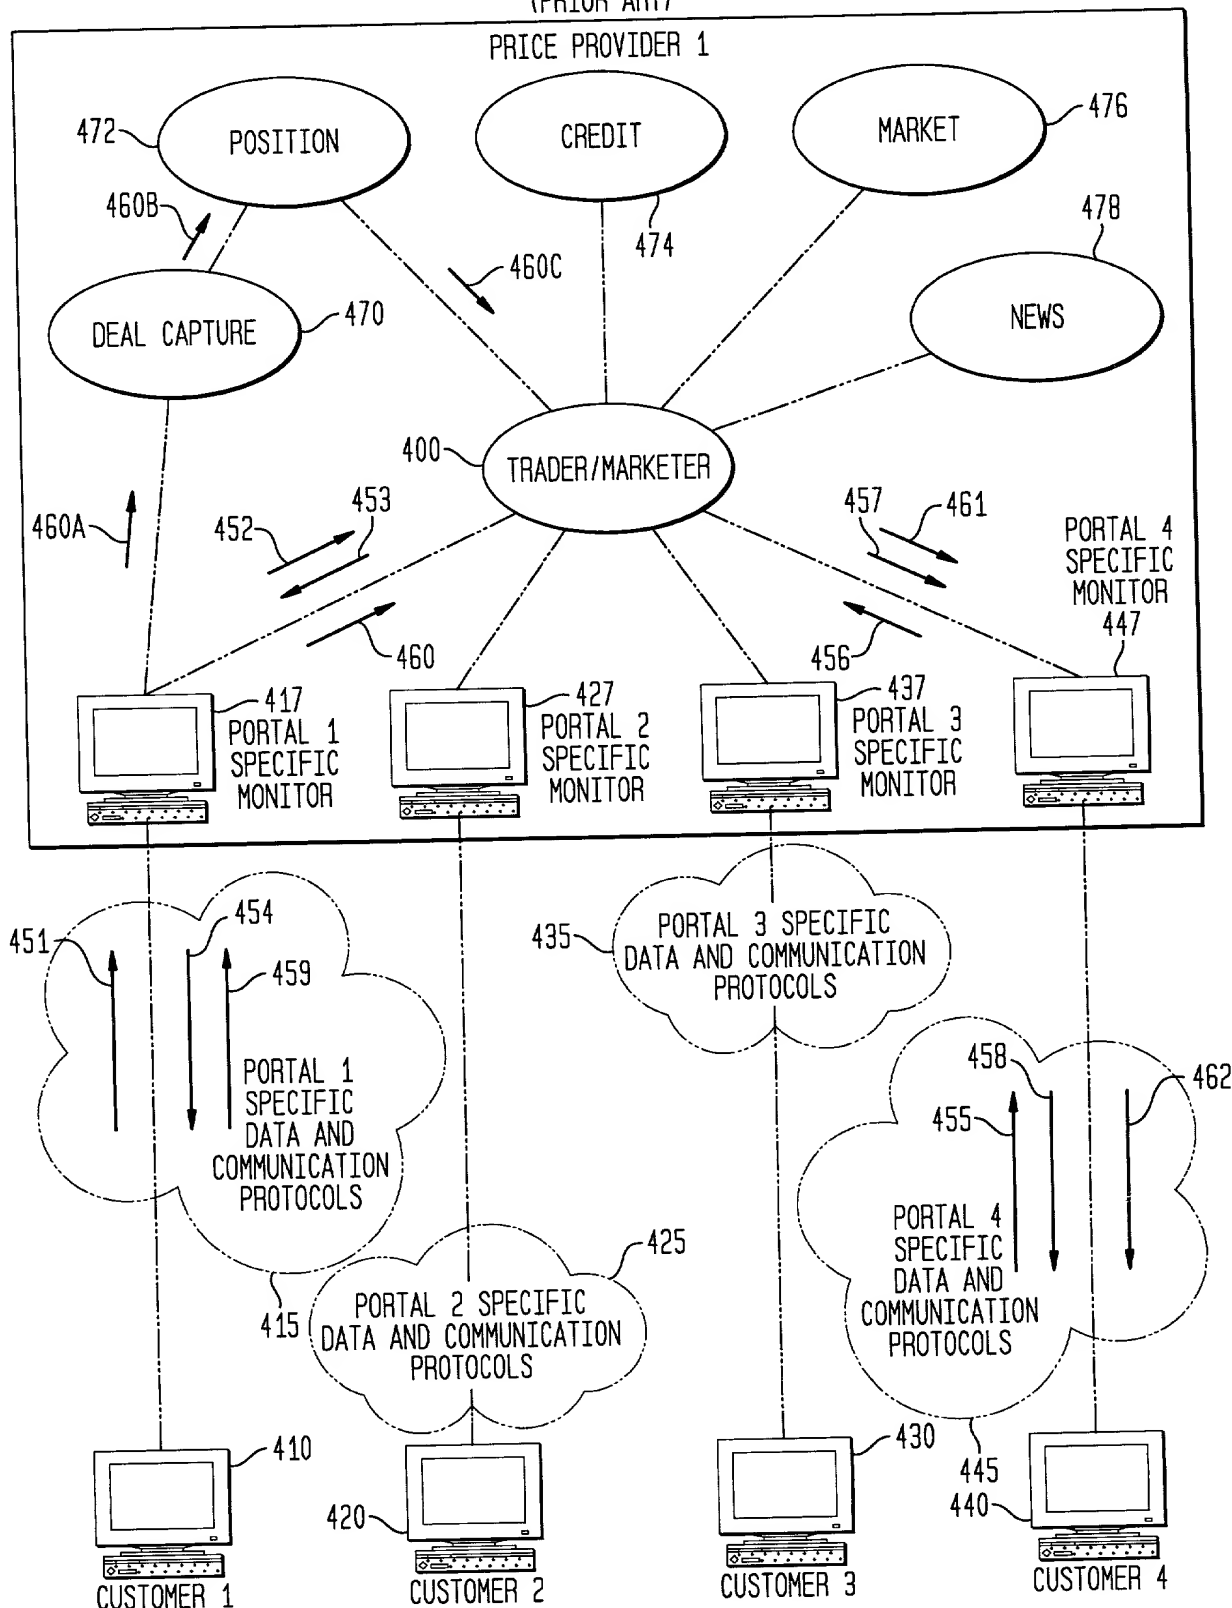 (PRIOR ART)
PRICE PROVIDER 1
472
POSITION
CREDIT
MARKET
476
460B
474
478
460C
DEAL CAPTURE
470
NEWS
400
TRADER/MARKETER
460A
452
453
457
461
PORTAL 4
SPECIFIC
MONITOR
447
460
456
417
PORTAL 1
SPECIFIC
MONITOR
427
PORTAL 2
SPECIFIC
MONITOR
437
PORTAL 3
SPECIFIC
MONITOR
451
454
459
PORTAL 1
SPECIFIC
DATA AND
COMMUNICATION
PROTOCOLS
415
435
PORTAL 3 SPECIFIC
DATA AND COMMUNICATION
PROTOCOLS
458
462
455
PORTAL 4
SPECIFIC
DATA AND
COMMUNICATION
PROTOCOLS
445
425
PORTAL 2 SPECIFIC
DATA AND COMMUNICATION
PROTOCOLS
410
420
430
440
CUSTOMER 1
CUSTOMER 2
CUSTOMER 3
CUSTOMER 4